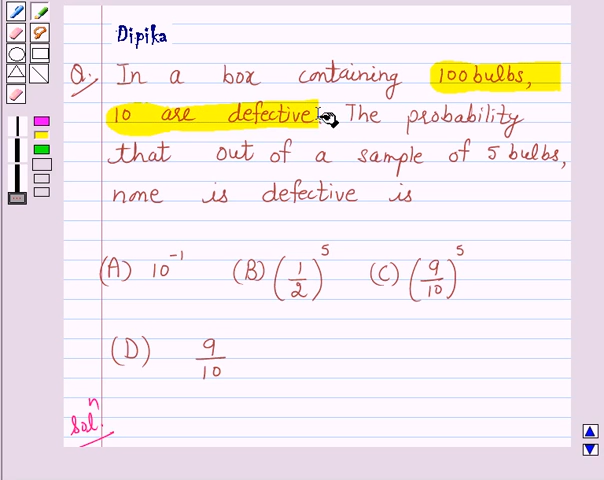 Dipika
Q. In a box containing 100 bulbs,
10 are defective. The probability
that out of a sample of 5 bulbs,
none is defective is
(A) 10⁻¹ (B) (1/2)⁵ (C) (9/10)⁵
(D) 9/10
Solⁿ.